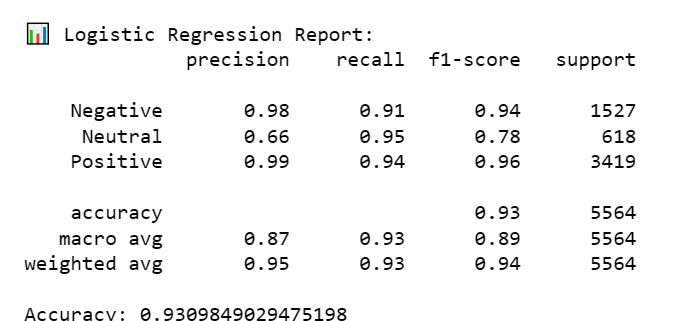 📊 Logistic Regression Report:
precision recall f1-score support
Negative 0.98 0.91 0.94 1527
Neutral 0.66 0.95 0.78 618
Positive 0.99 0.94 0.96 3419
accuracy 0.93 5564
macro avg 0.87 0.93 0.89 5564
weighted avg 0.95 0.93 0.94 5564
Accuracy: 0.9309849029475198